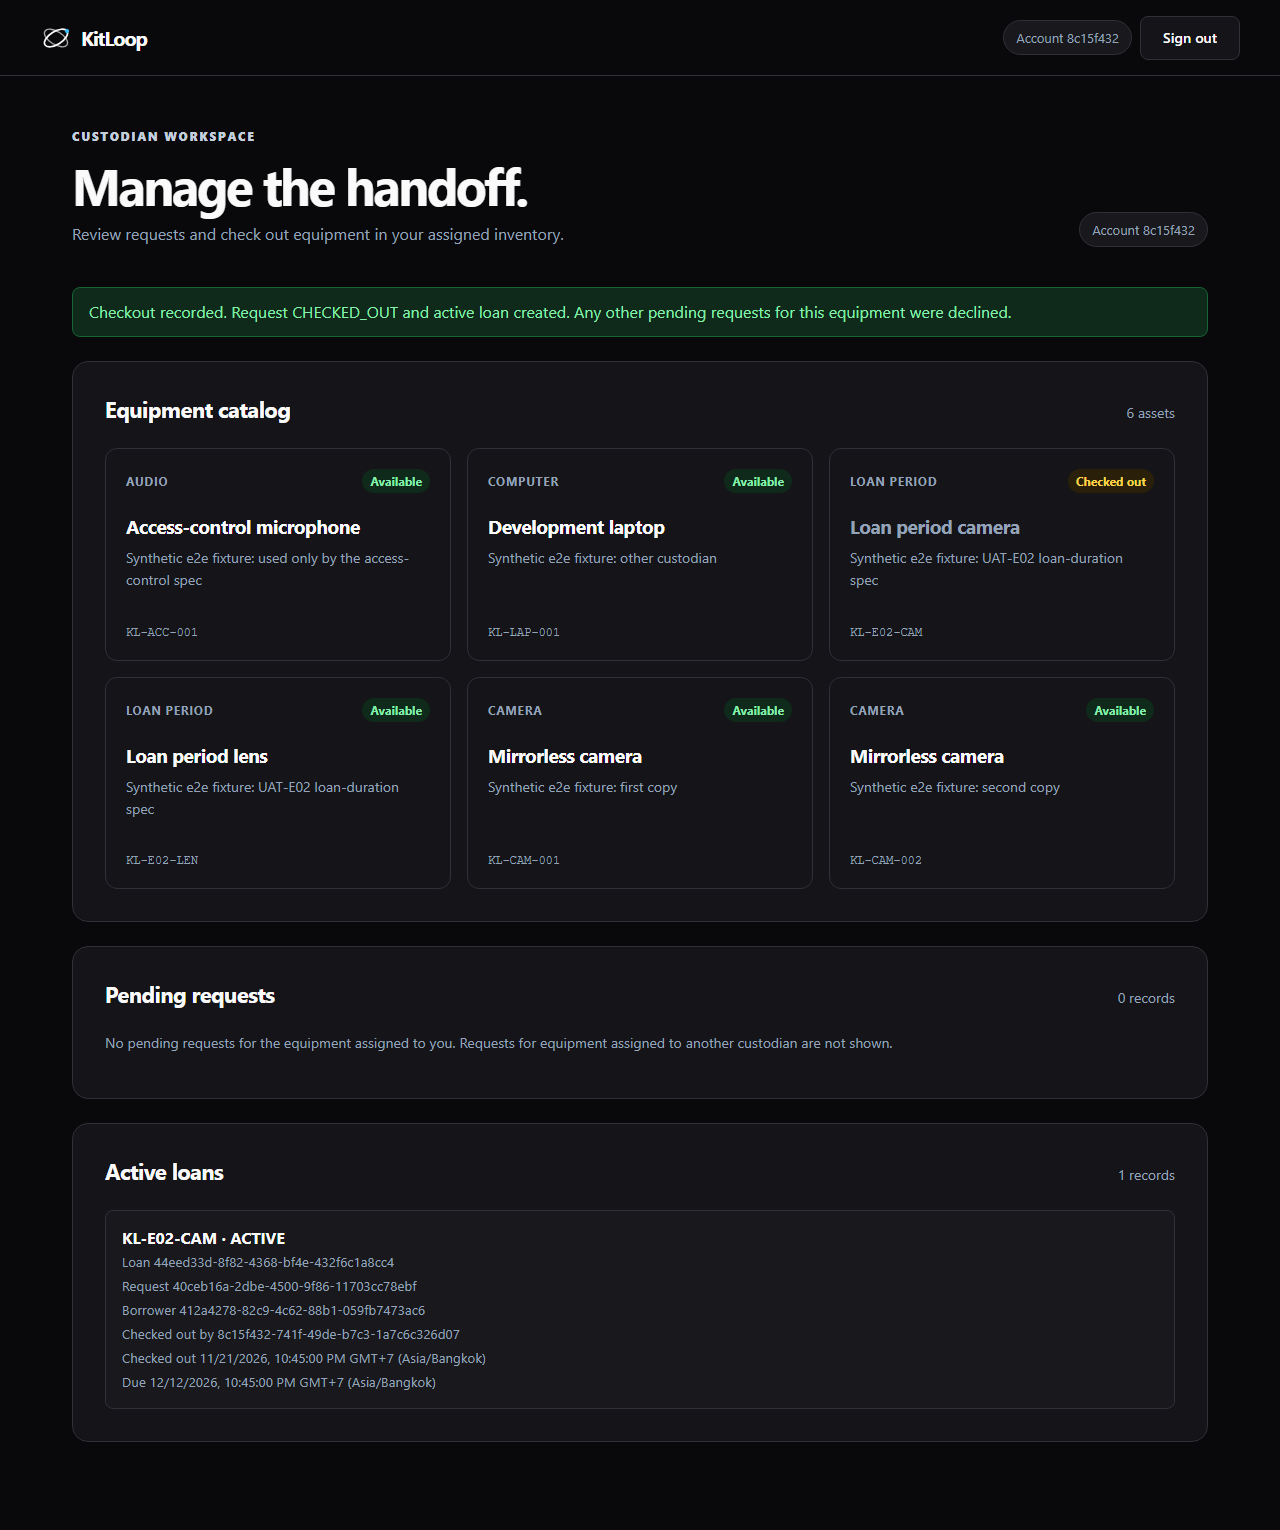 KitLoop
Account 8c15f432
Sign out
CUSTODIAN WORKSPACE
Manage the handoff.
Review requests and check out equipment in your assigned inventory.
Account 8c15f432
Checkout recorded. Request CHECKED_OUT and active loan created. Any other pending requests for this equipment were declined.
Equipment catalog
6 assets
AUDIO
Available
Access-control microphone
Synthetic e2e fixture: used only by the access-
control spec
KL-ACC-001
COMPUTER
Available
Development laptop
Synthetic e2e fixture: other custodian
KL-LAP-001
LOAN PERIOD
Checked out
Loan period camera
Synthetic e2e fixture: UAT-E02 loan-duration
spec
KL-E02-CAM
LOAN PERIOD
Available
Loan period lens
Synthetic e2e fixture: UAT-E02 loan-duration
spec
KL-E02-LEN
CAMERA
Available
Mirrorless camera
Synthetic e2e fixture: first copy
KL-CAM-001
CAMERA
Available
Mirrorless camera
Synthetic e2e fixture: second copy
KL-CAM-002
Pending requests
0 records
No pending requests for the equipment assigned to you. Requests for equipment assigned to another custodian are not shown.
Active loans
1 records
KL-E02-CAM · ACTIVE
Loan 44eed33d-8f82-4368-bf4e-432f6c1a8cc4
Request 40ceb16a-2dbe-4500-9f86-11703cc78ebf
Borrower 412a4278-82c9-4c62-88b1-059fb7473ac6
Checked out by 8c15f432-741f-49de-b7c3-1a7c6c326d07
Checked out 11/21/2026, 10:45:00 PM GMT+7 (Asia/Bangkok)
Due 12/12/2026, 10:45:00 PM GMT+7 (Asia/Bangkok)